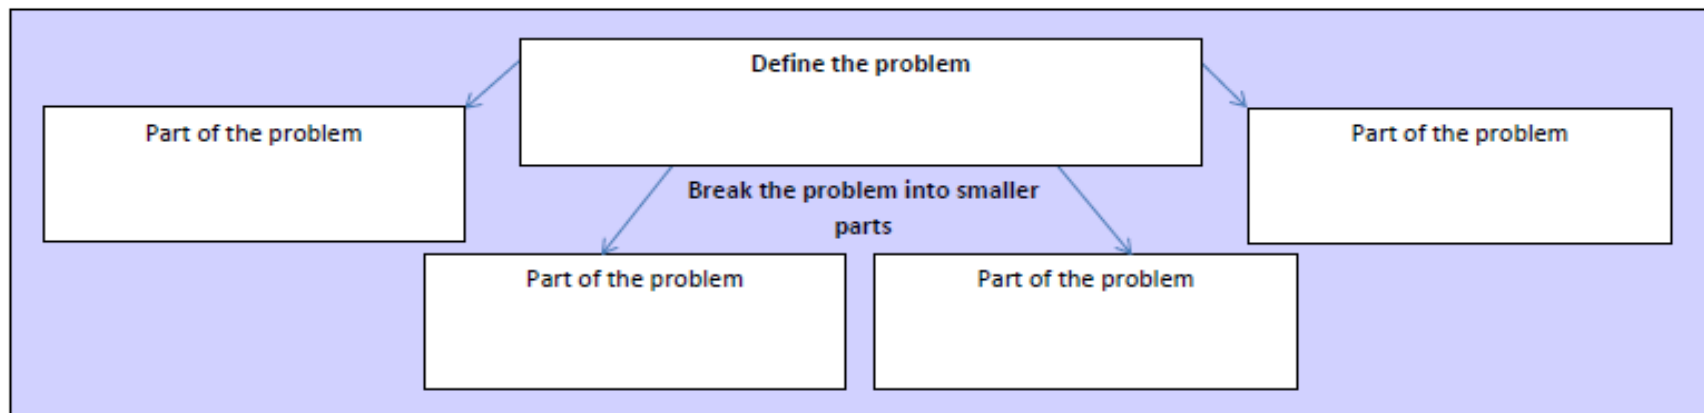 Define the problem
Part of the problem
Part of the problem
Break the problem into smaller
parts
Part of the problem
Part of the problem